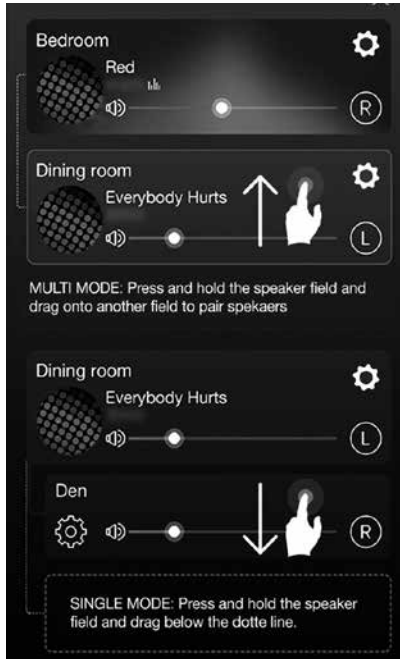 Bedroom
Red
R
Dining room
Everybody Hurts
L
MULTI MODE: Press and hold the speaker field and
drag onto another field to pair spekaers
Dining room
Everybody Hurts
L
Den
R
SINGLE MODE: Press and hold the speaker
field and drag below the dotte line.